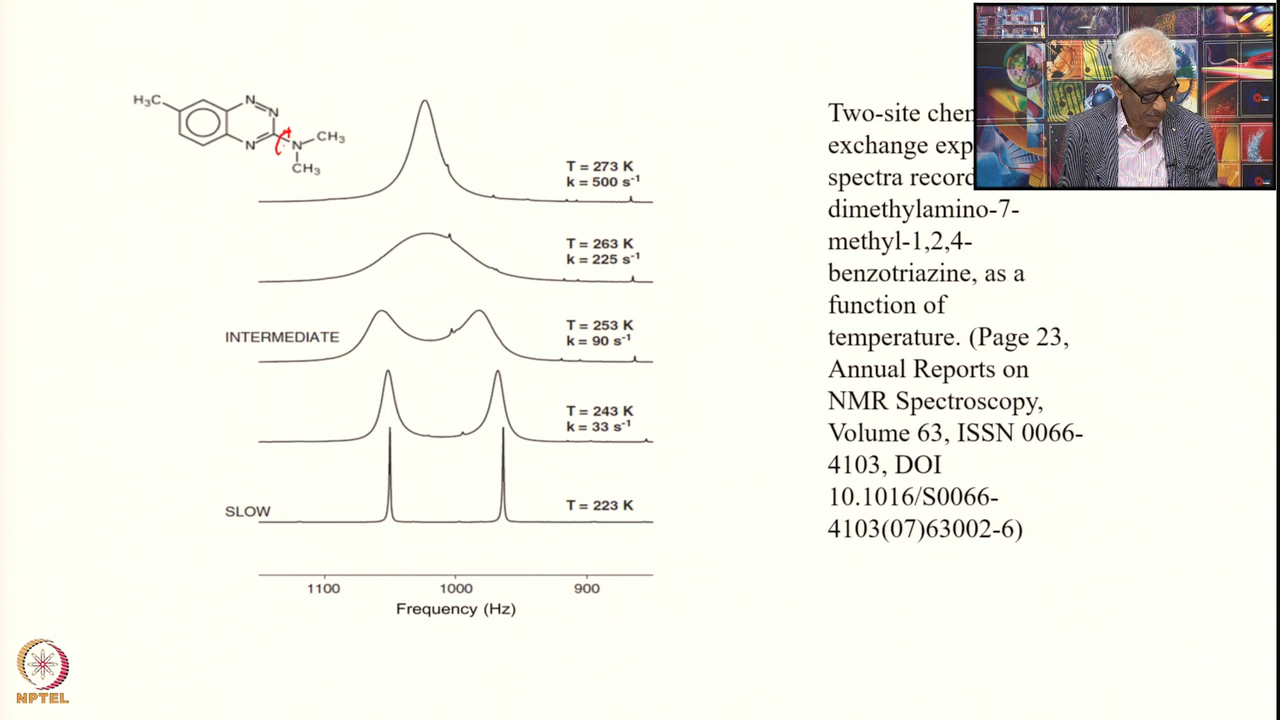 H₃C
N
N
N
N
CH₃
CH₃
T = 273 K
k = 500 s⁻¹
T = 263 K
k = 225 s⁻¹
INTERMEDIATE
T = 253 K
k = 90 s⁻¹
T = 243 K
k = 33 s⁻¹
SLOW
T = 223 K
1100 1000 900
Frequency (Hz)
Two-site
exchange
spectra
dimethylamino-7-
methyl-1,2,4-
benzotriazine, as a
function of
temperature. (Page 23,
Annual Reports on
NMR Spectroscopy,
Volume 63, ISSN 0066-
4103, DOI
10.1016/S0066-
4103(07)63002-6)
NPTEL